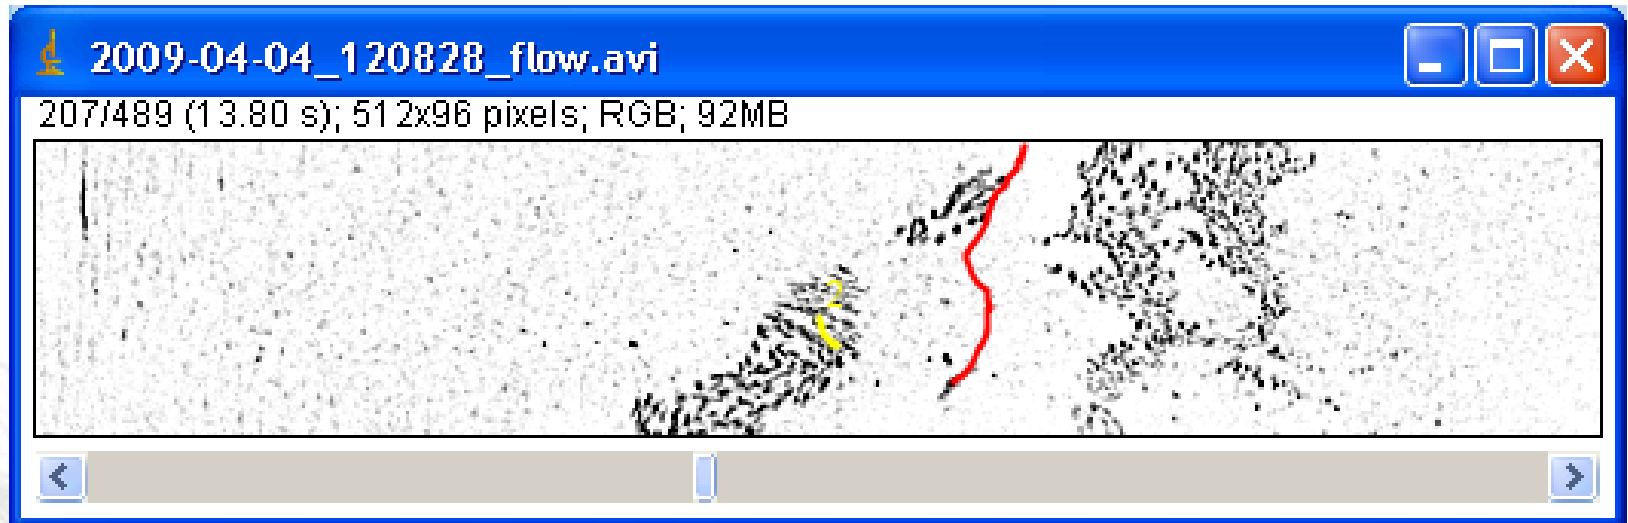 2009-04-04_120828_flow.avi
207/489 (13.80 s); 512x96 pixels; RGB; 92MB